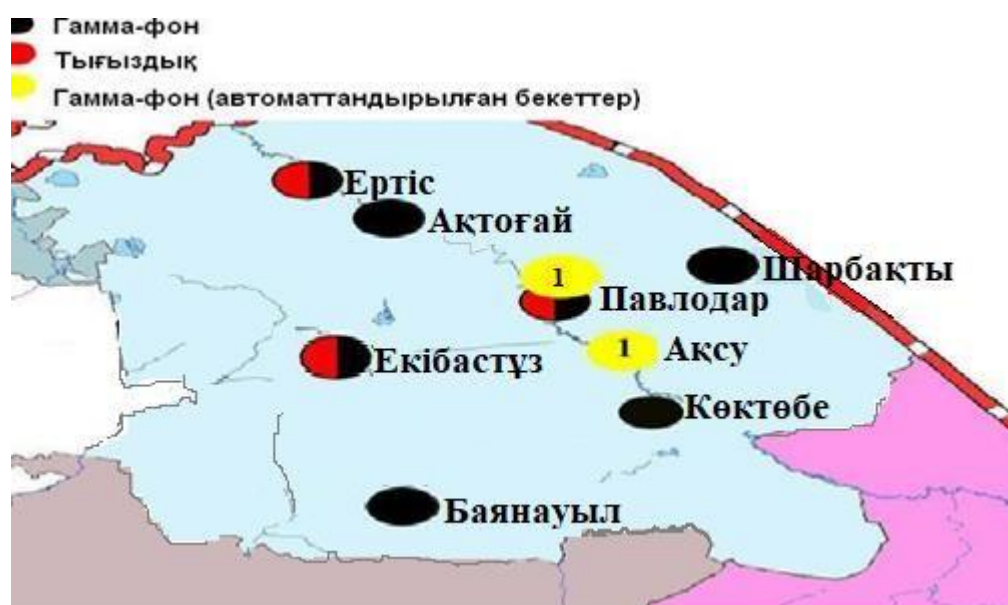 Гамма-фон
Тығыздық
Гамма-фон (автоматтандырылған бекеттер)
Ертіс
Ақтоғай
Шарбақты
1
Павлодар
1 Ақсу
Екібастұз
Көктөбе
Баянауыл